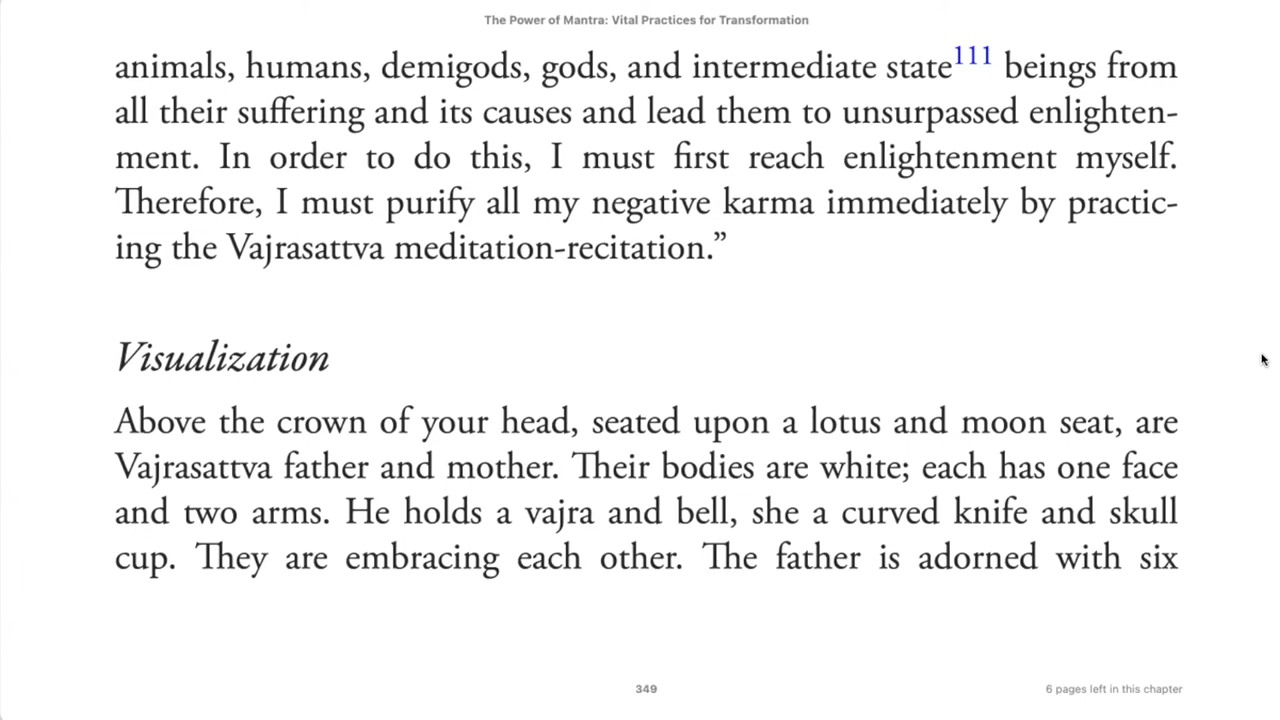 The Power of Mantra: Vital Practices for Transformation
animals, humans, demigods, gods, and intermediate state111 beings from
all their suffering and its causes and lead them to unsurpassed enlighten-
ment. In order to do this, I must first reach enlightenment myself.
Therefore, I must purify all my negative karma immediately by practic-
ing the Vajrasattva meditation-recitation.”
Visualization
Above the crown of your head, seated upon a lotus and moon seat, are
Vajrasattva father and mother. Their bodies are white; each has one face
and two arms. He holds a vajra and bell, she a curved knife and skull
cup. They are embracing each other. The father is adorned with six
349
6 pages left in this chapter